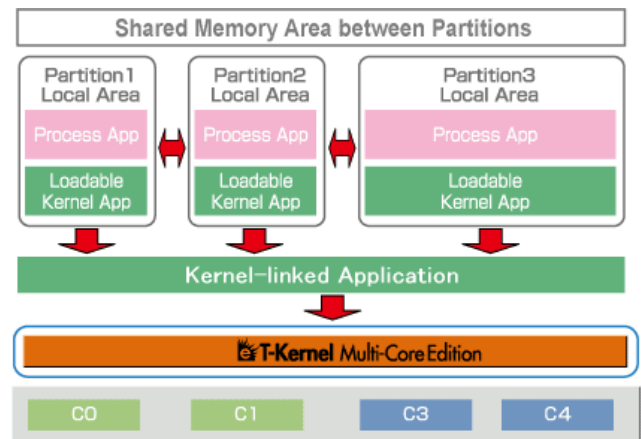 Shared Memory Area between Partitions
Partition1
Local Area
Process App
Loadable
Kernel App
Partition2
Local Area
Process App
Loadable
Kernel App
Partition3
Local Area
Process App
Loadable
Kernel App
Kernel-linked Application
eT-Kernel Multi-Core Edition
C0
C1
C3
C4